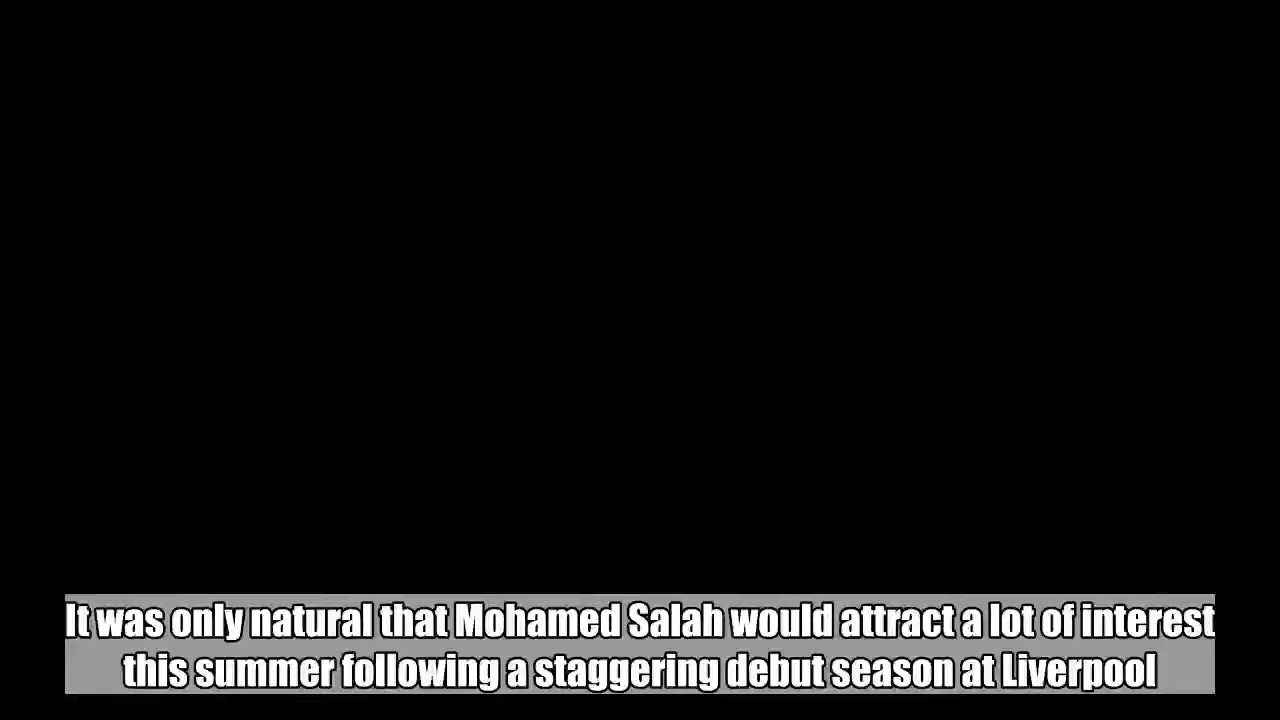 It was only natural that Mohamed Salah would attract a lot of interest
this summer following a staggering debut season at Liverpool